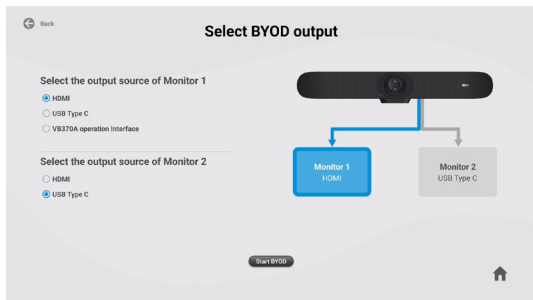 Back
Select BYOD output
Select the output source of Monitor 1
HDMI
USB Type C
VB370A operation Interface
Select the output source of Monitor 2
HDMI
USB Type C
Monitor 1
HDMI
Monitor 2
USB Type C
Start BYOD